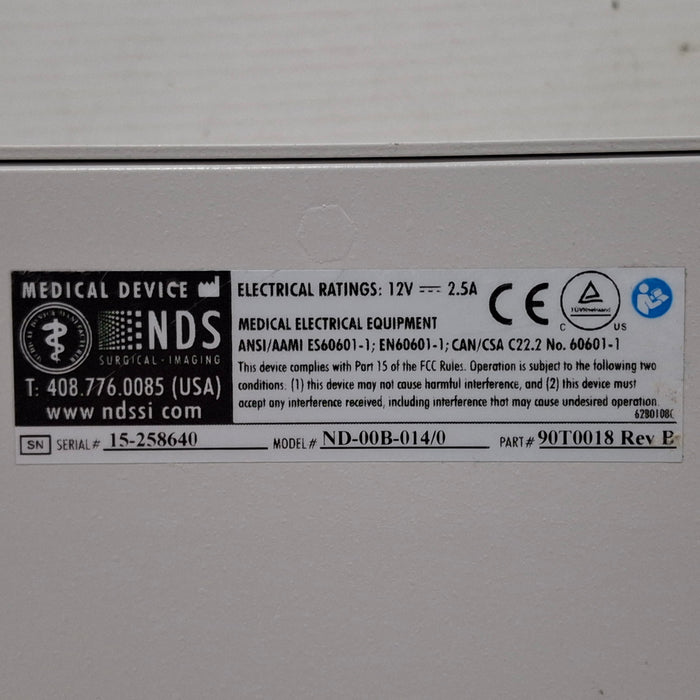 MEDICAL DEVICE
NDS
SURGICAL - IMAGING
T: 408.776.0085 (USA)
www ndssi com
ELECTRICAL RATINGS: 12V 2.5A
MEDICAL ELECTRICAL EQUIPMENT
ANSI/AAMI ES60601-1; EN60601-1; CAN/CSA C22.2 No. 60601-1
This device complies with Part 15 of the FCC Rules. Operation is subject to the following two
conditions. (1) this device may not cause harmful interference, and (2) this device must
accept any interference received, including interference that may cause undesired operation.
CE
C US
SN SERIAL# 15-258640 MODEL# ND-00B-014/0 PART# 90T0018 Rev